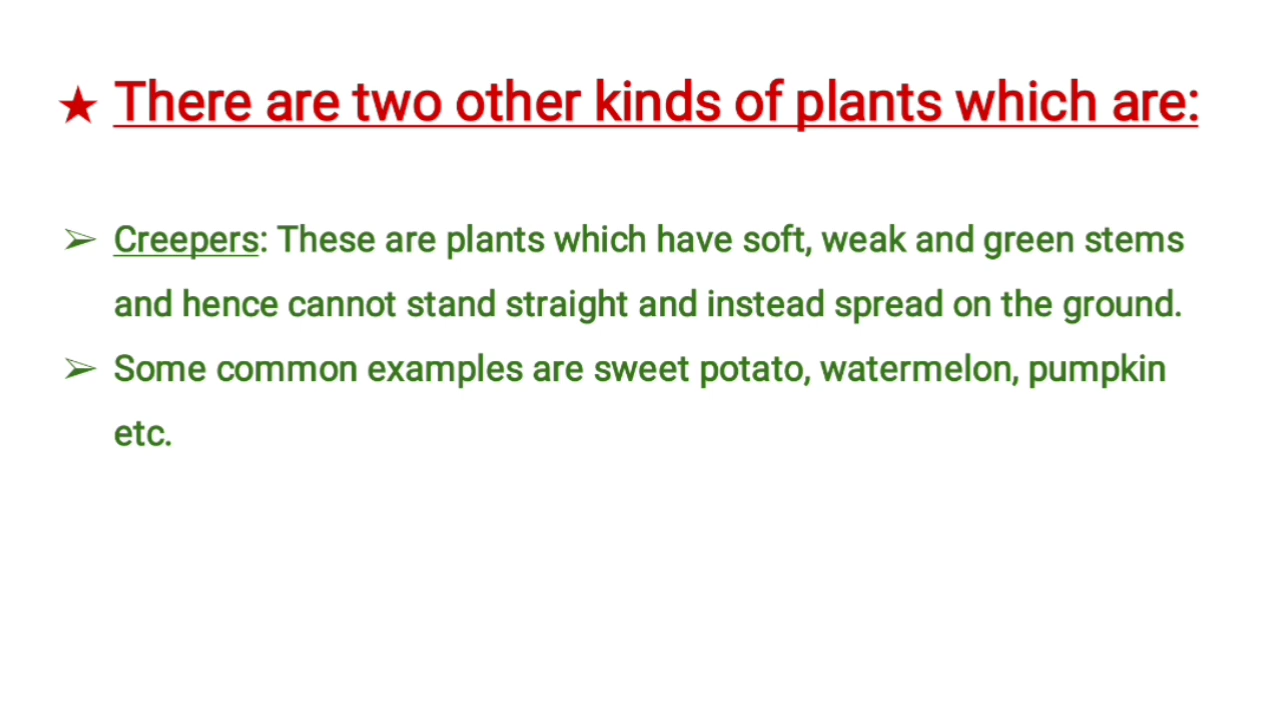 ★ There are two other kinds of plants which are:
➢ Creepers: These are plants which have soft, weak and green stems
and hence cannot stand straight and instead spread on the ground.
➢ Some common examples are sweet potato, watermelon, pumpkin
etc.